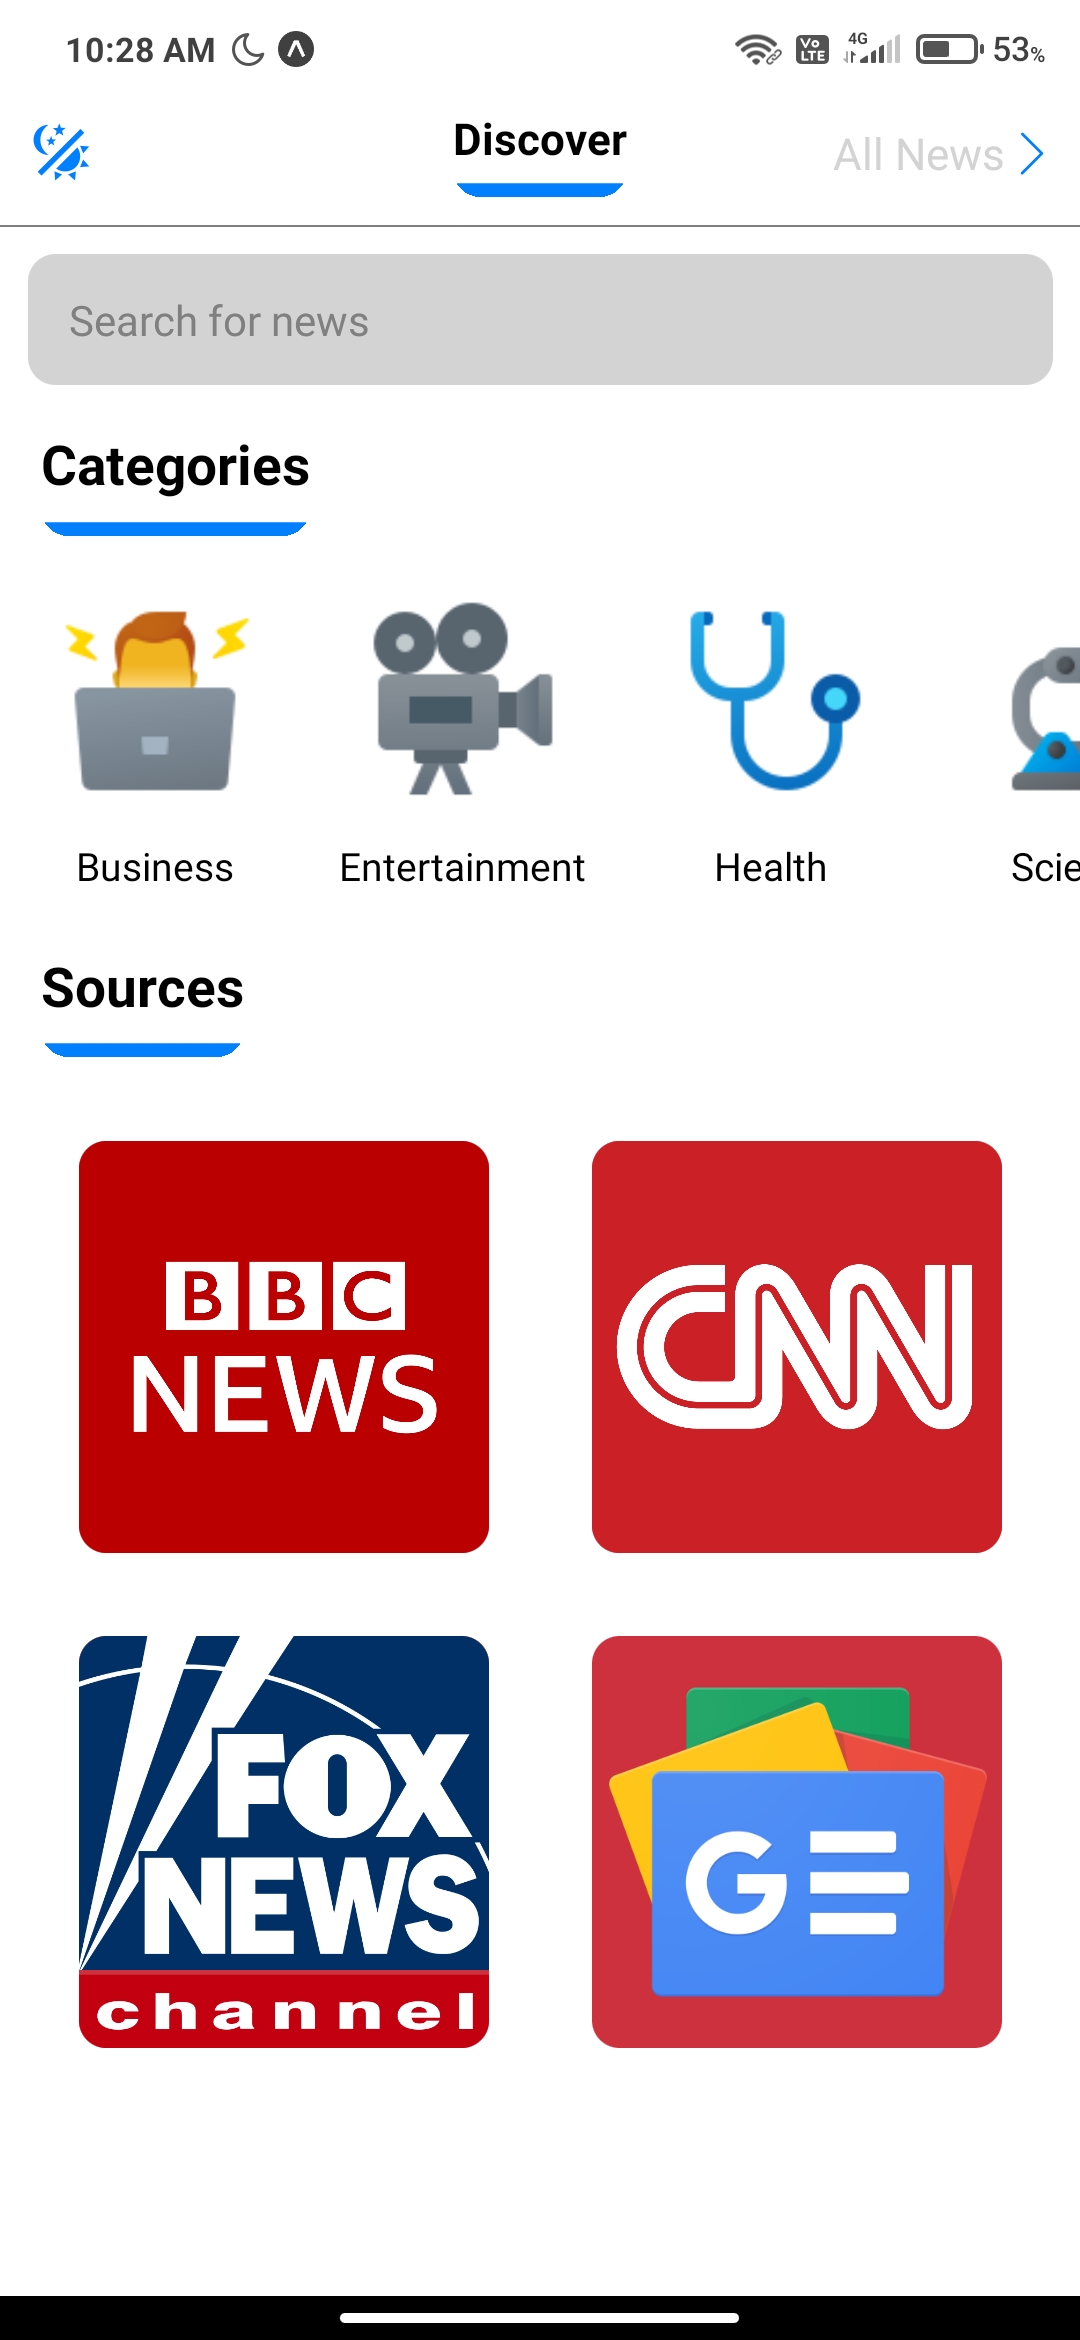 10:28 AM
Vo LTE 4G 53%
Discover
All News
Search for news
Categories
Business Entertainment Health Scie
Sources
BBC
NEWS
CNN
FOX
NEWS
channel
G